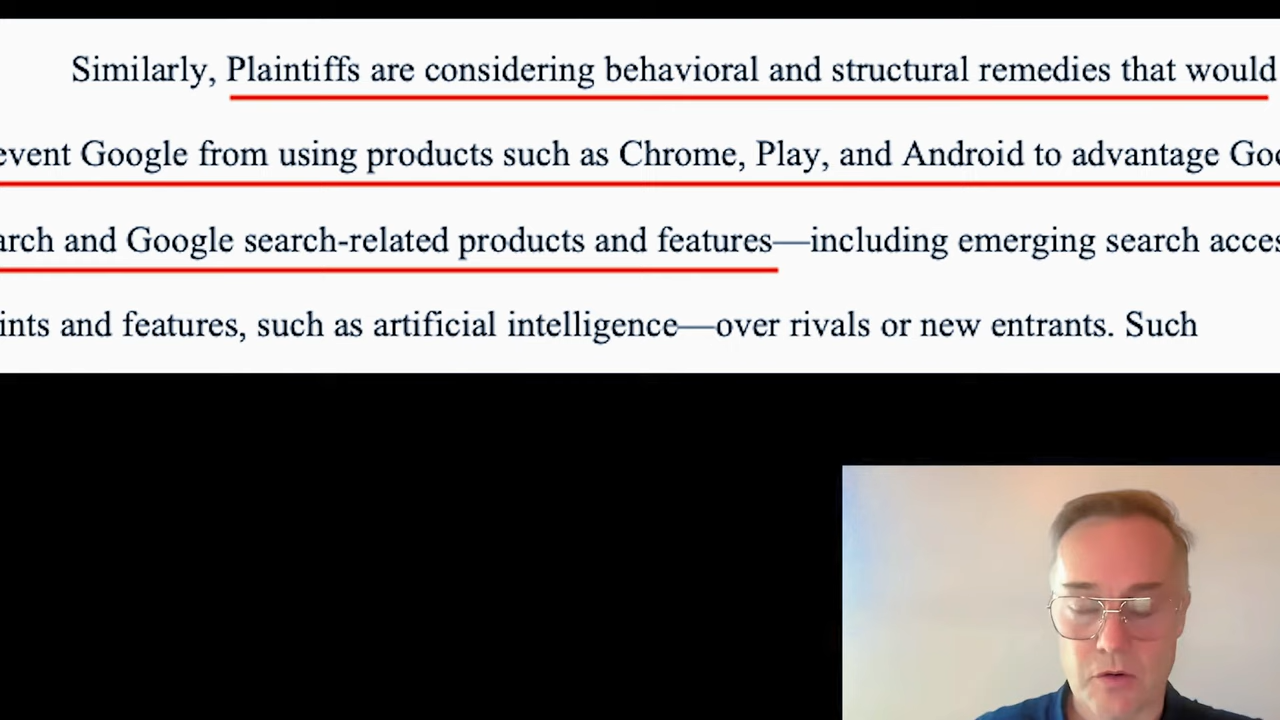 Similarly, Plaintiffs are considering behavioral and structural remedies that would
event Google from using products such as Chrome, Play, and Android to advantage Goo
arch and Google search-related products and features—including emerging search acces
ints and features, such as artificial intelligence—over rivals or new entrants. Such